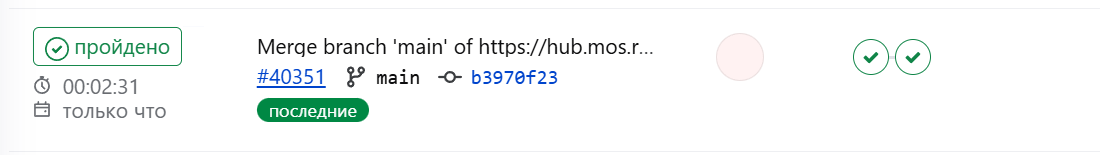 пройдено
00:02:31
только что
Merge branch 'main' of https://hub.mos.r...
#40351 main b3970f23
последние